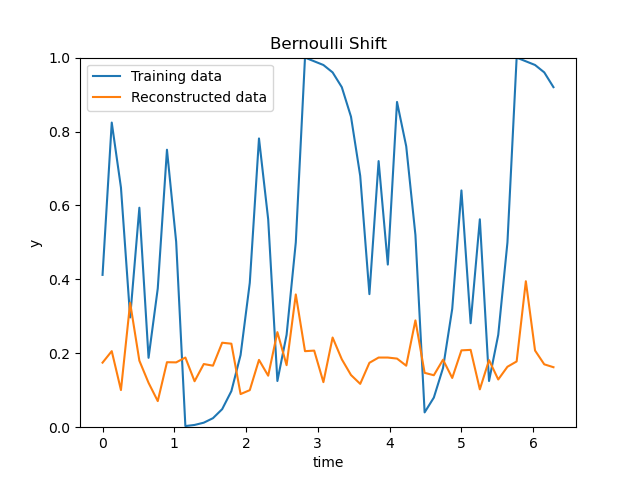 Bernoulli Shift
Training data
Reconstructed data
1.0
0.8
0.6
0.4
0.2
0.0
y
0 1 2 3 4 5 6
time